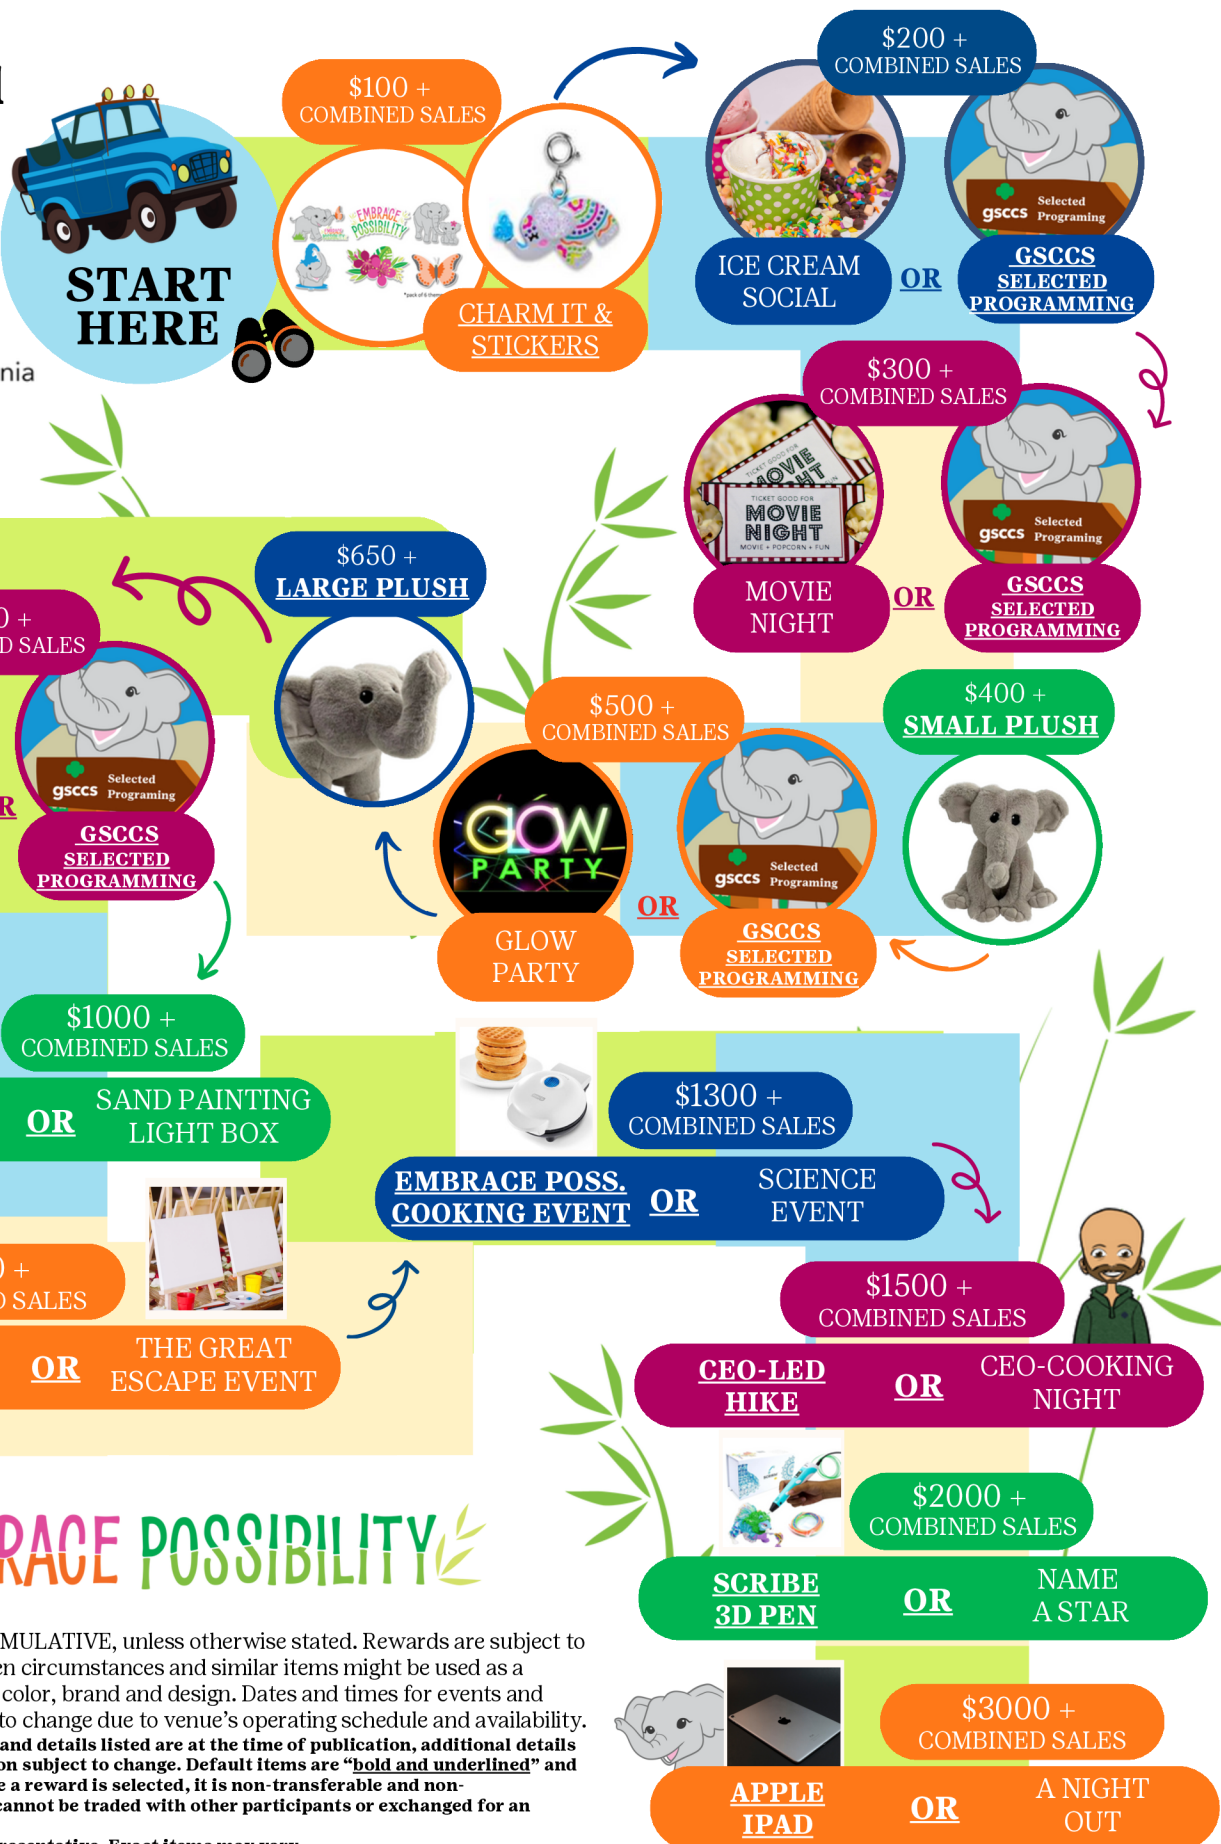 $100 +
COMBINED SALES
EMBRACE
POSSIBILITY
CHARM IT &
STICKERS
START
HERE
nia
$200 +
COMBINED SALES
gsccs
Selected
Programing
ICE CREAM
SOCIAL
OR
GSCCS
SELECTED
PROGRAMMING
$300 +
COMBINED SALES
TICKET GOOD FOR
MOVIE
TICKET GOOD FOR
MOVIE
NIGHT
MOVIE + POPCORN + FUN
gsccs
Selected
Programing
MOVIE
NIGHT
OR
GSCCS
SELECTED
PROGRAMMING
$400 +
SMALL PLUSH
$500 +
COMBINED SALES
GLOW
PARTY
gsccs
Selected
Programing
GLOW
PARTY
OR
GSCCS
SELECTED
PROGRAMMING
$650 +
LARGE PLUSH
0 +
D SALES
gsccs
Selected
Programing
R
GSCCS
SELECTED
PROGRAMMING
$1000 +
COMBINED SALES
OR
SAND PAINTING
LIGHT BOX
0 +
D SALES
OR
THE GREAT
ESCAPE EVENT
$1300 +
COMBINED SALES
EMBRACE POSS.
COOKING EVENT
OR
SCIENCE
EVENT
$1500 +
COMBINED SALES
CEO-LED
HIKE
OR
CEO-COOKING
NIGHT
$2000 +
COMBINED SALES
SCRIBE
3D PEN
OR
NAME
A STAR
$3000 +
COMBINED SALES
APPLE
IPAD
OR
A NIGHT
OUT
RACE POSSIBILITY
MULATIVE, unless otherwise stated. Rewards are subject to
en circumstances and similar items might be used as a
color, brand and design. Dates and times for events and
to change due to venue's operating schedule and availability.
and details listed are at the time of publication, additional details
on subject to change. Default items are "bold and underlined" and
e a reward is selected, it is non-transferable and non-
cannot be traded with other participants or exchanged for an